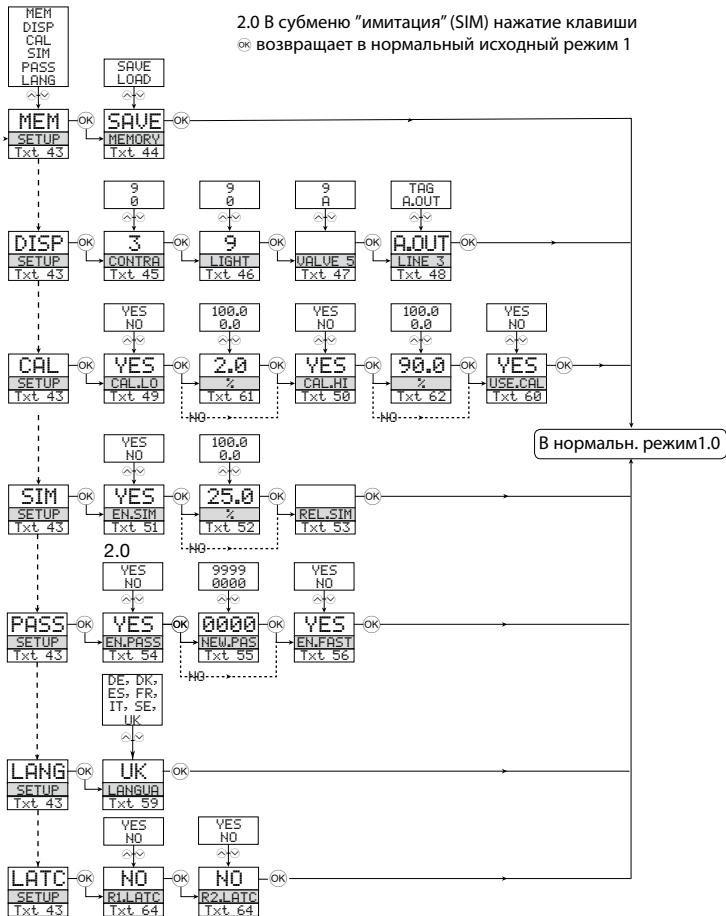 2.0 В субменю "имитация" (SIM) нажатие клавиши
OK возвращает в нормальный исходный режим 1
MEM
DISP
CAL
SIM
PASS
LANG
SAVE
LOAD
MEM OK SAVE OK
SETUP MEMORY
Txt 43 Txt 44
9 9 9 TAG
0 0 A A.OUT
DISP OK 3 OK 9 OK OK A.OUT OK
SETUP CONTRA LIGHT VALVE 5 LINE 3
Txt 43 Txt 45 Txt 46 Txt 47 Txt 48
YES 100.0 YES 100.0 YES
NO 0.0 NO 0.0 NO
CAL OK YES OK 2.0 OK YES OK 90.0 OK YES OK
SETUP CAL.LO % CAL.HI % USE.CAL
Txt 43 Txt 49 Txt 61 Txt 50 Txt 62 Txt 60
NO NO
В нормальн. режим1.0
YES 100.0
NO 0.0
SIM OK YES OK 25.0 OK OK
SETUP EN.SIM % REL.SIM
Txt 43 Txt 51 Txt 52 Txt 53
NO
2.0
YES 9999 YES
NO 0000 NO
PASS OK YES OK 0000 OK YES OK
SETUP EN.PASS NEW.PAS EN.FAST
Txt 43 Txt 54 Txt 55 Txt 56
NO
DE, DK,
ES, FR,
IT, SE,
UK
LANG OK UK OK
SETUP LANGUA
Txt 43 Txt 59
YES YES
NO NO
LATC OK NO OK NO OK
SETUP R1.LATC R2.LATC
Txt 43 Txt 64 Txt 64